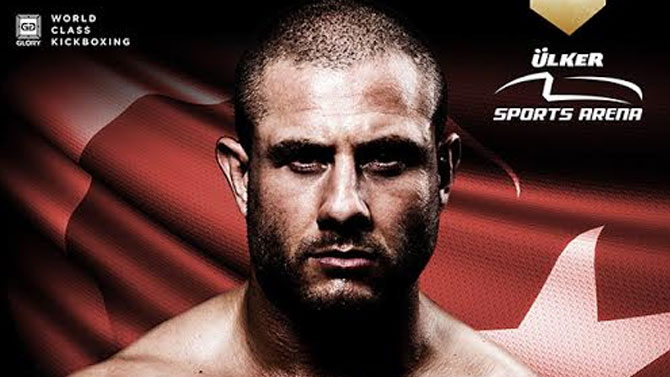 WORLD
CLASS
KICKBOXING
GLORY
ÜLKER
SPORTS ARENA